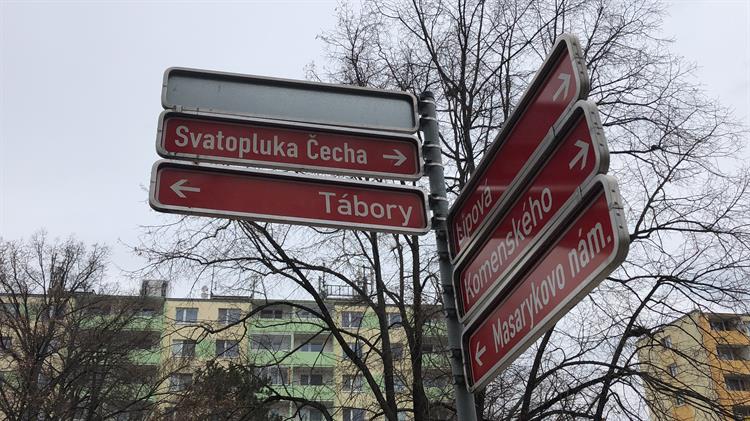 Svatopluka Čecha →
← Tábory
Lipová →
Komenského →
← Masarykovo nám.